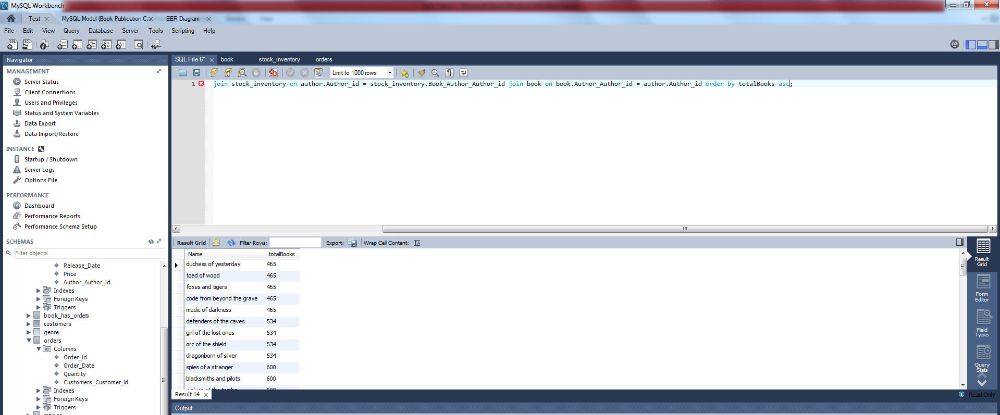 MySQL Workbench
Test
MySQL Model (Book Publication C...
EER Diagram
File Edit View Query Database Server Tools Scripting Help
Navigator
MANAGEMENT
Server Status
Client Connections
Users and Privileges
Status and System Variables
Data Export
Data Import/Restore
INSTANCE
Startup / Shutdown
Server Logs
Options File
PERFORMANCE
Dashboard
Performance Reports
Performance Schema Setup
SCHEMAS
Filter objects
Release_Date
Price
Author_Author_id
Indexes
Foreign Keys
Triggers
book_has_orders
customers
genre
orders
Columns
Order_id
Order_Date
Quantity
Customers_Customer_id
Indexes
Foreign Keys
Triggers
ratings
SQL File 6* book stock_inventory orders
Limit to 1000 rows
1 join stock_inventory on author.Author_id = stock_inventory.Book_Author_Author_id join book on book.Author_Author_id = author.Author_id order by totalBooks asc;
Result Grid Filter Rows: Export: Wrap Cell Content:
Name totalBooks
duchess of yesterday 465
toad of wood 465
foxes and tigers 465
code from beyond the grave 465
medic of darkness 465
defenders of the caves 534
girl of the lost ones 534
orc of the shield 534
dragonborn of silver 534
spies of a stranger 600
blacksmiths and pilots 600
wolves at the tombs 600
Result
Grid
Form
Editor
Field
Types
Query
Stats
Result 14
Read Only
Output